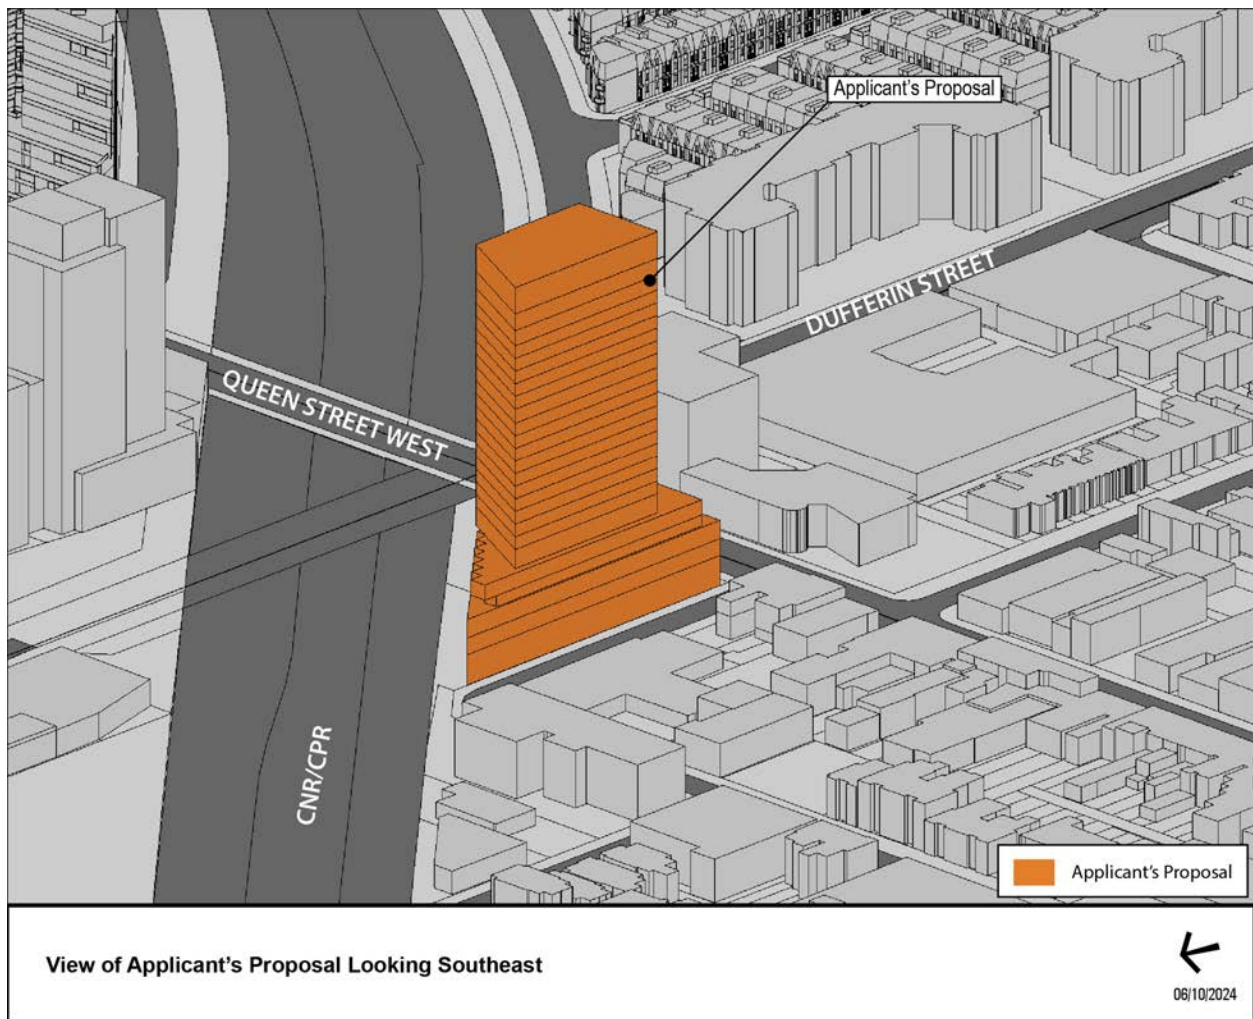 Applicant's Proposal
DUFFERIN STREET
QUEEN STREET WEST
CNR/CPR
Applicant's Proposal
View of Applicant's Proposal Looking Southeast
06/10/2024